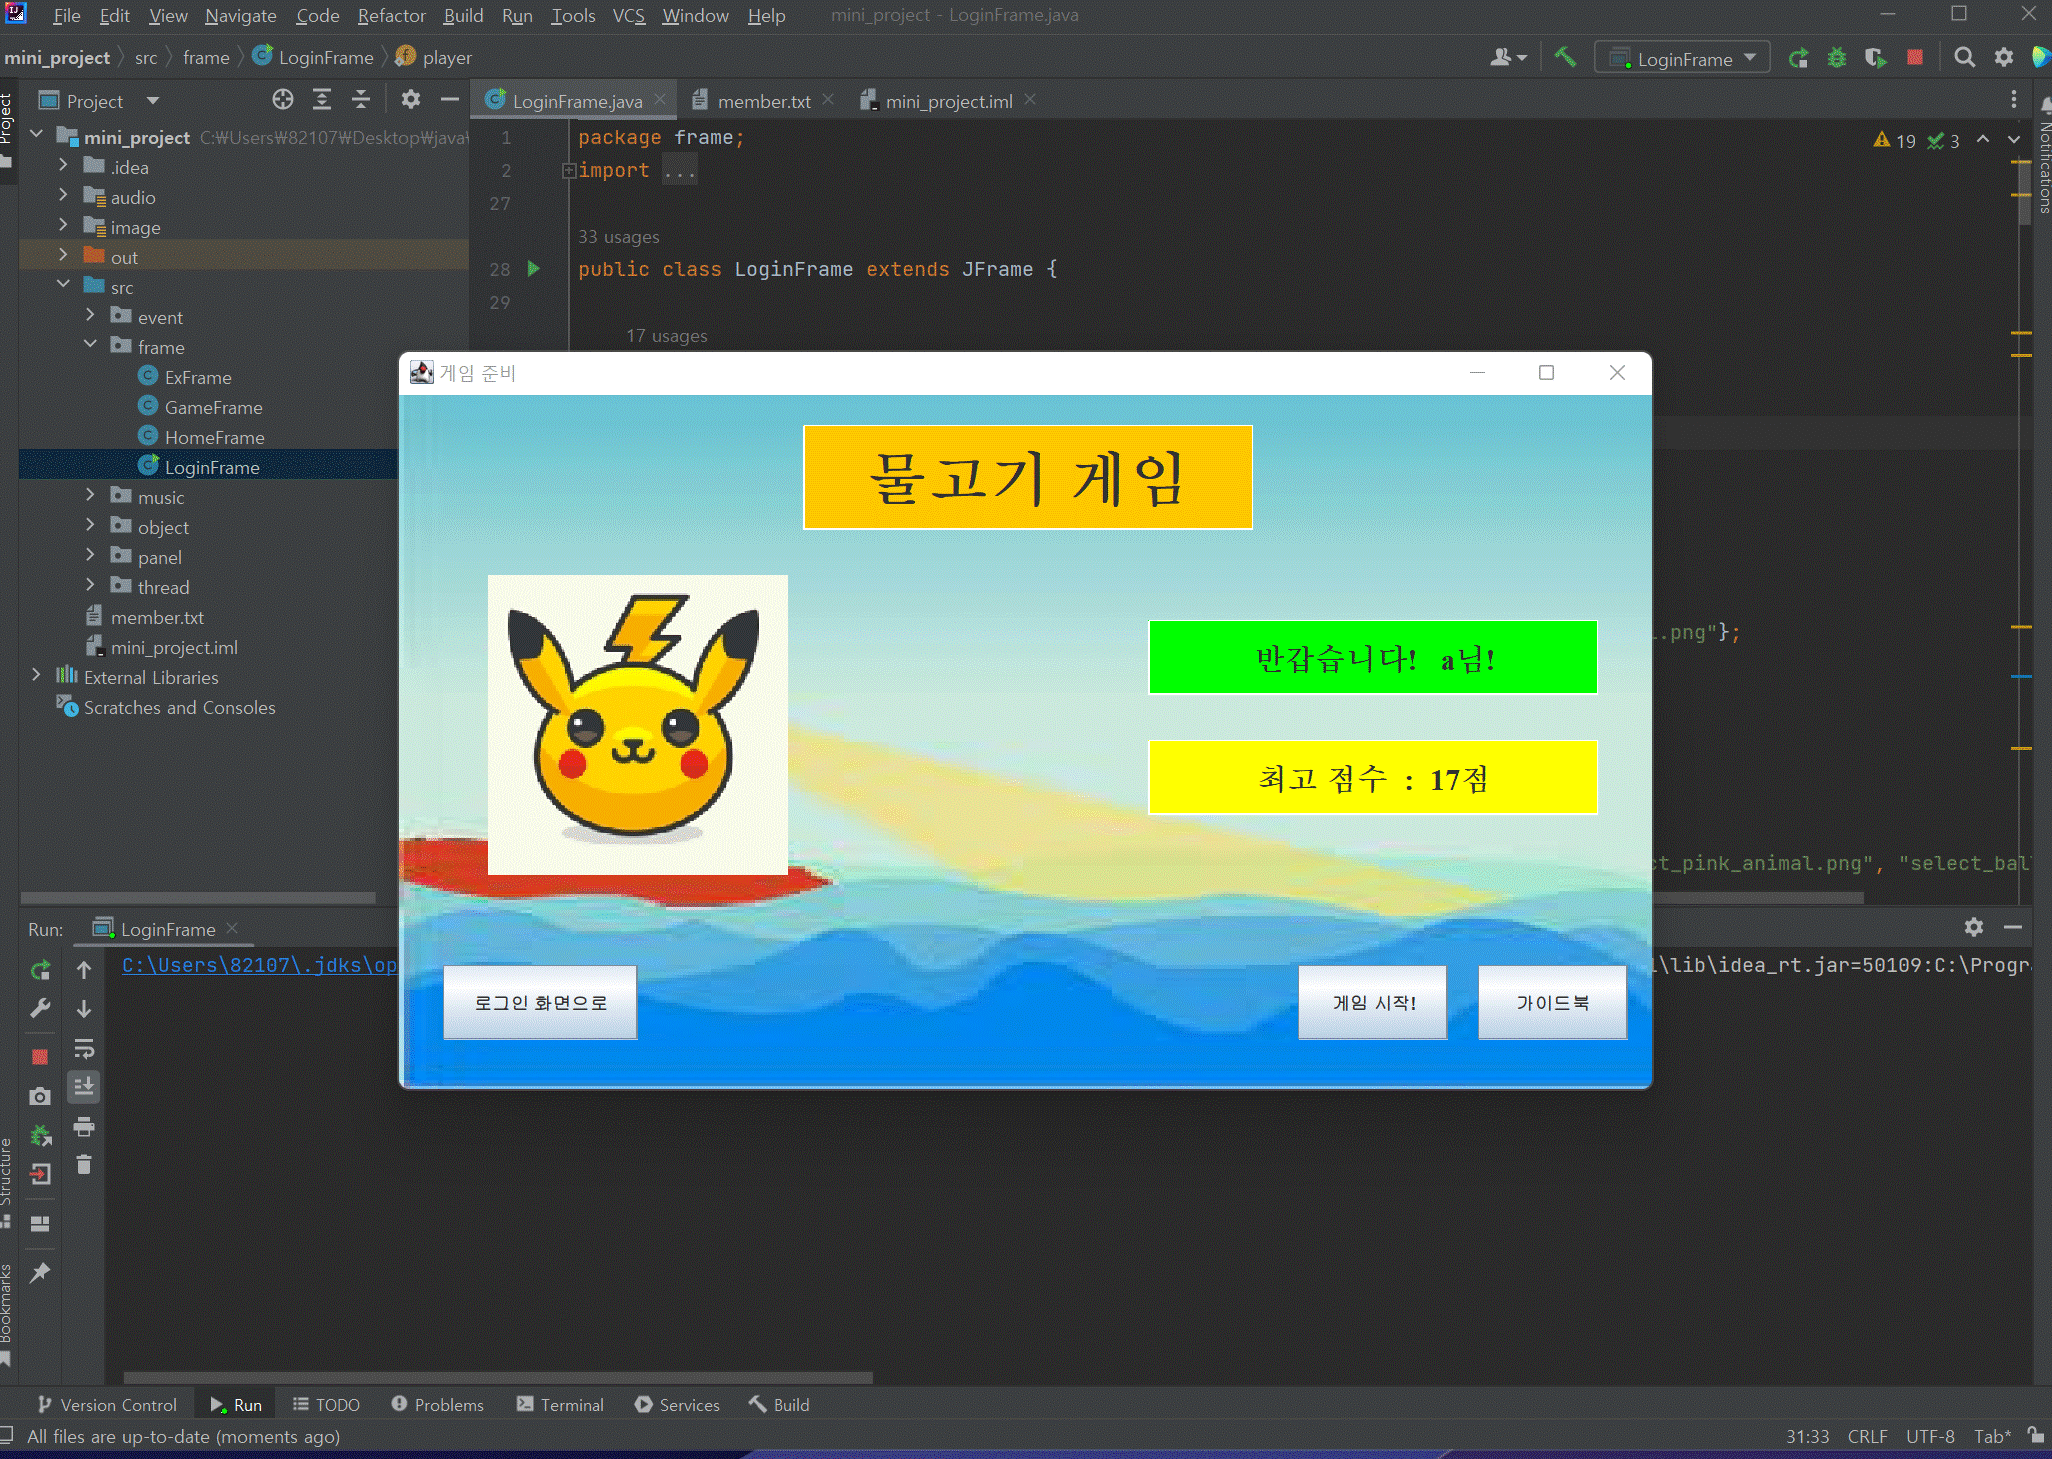 File Edit View Navigate Code Refactor Build Run Tools VCS Window Help mini_project - LoginFrame.java
mini_project src frame LoginFrame player
LoginFrame
Project
LoginFrame.java member.txt mini_project.iml
Project
Notifications
mini_project C:₩Users₩82107₩Desktop₩java₩
.idea
audio
image
out
src
event
frame
ExFrame
GameFrame
HomeFrame
LoginFrame
music
object
panel
thread
member.txt
mini_project.iml
External Libraries
Scratches and Consoles
1 package frame;
19 3
2 import ...
27
33 usages
28 public class LoginFrame extends JFrame {
29
17 usages
.png"};
ct_pink_animal.png", "select_bal
게임 준비
물고기 게임
반갑습니다! a님!
최고 점수 : 17점
로그인 화면으로
게임 시작!
가이드북
Run: LoginFrame
C:\Users\82107\.jdks\op
\lib\idea_rt.jar=50109:C:\Progr
Structure
Bookmarks
Version Control Run TODO Problems Terminal Services Build
All files are up-to-date (moments ago)
31:33 CRLF UTF-8 Tab*